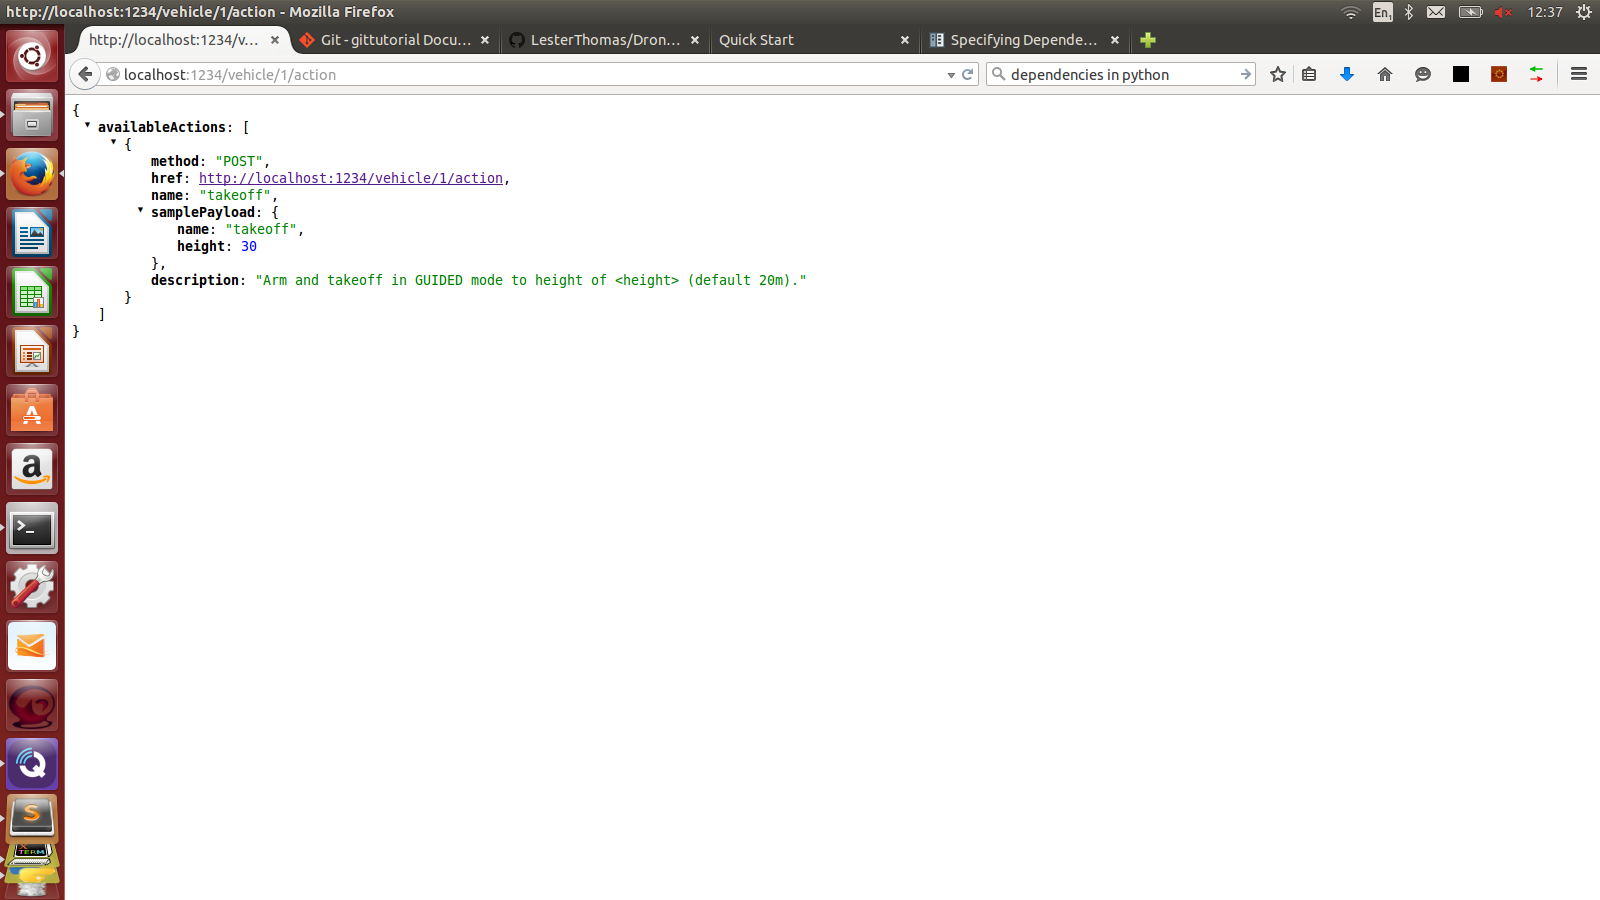 http://localhost:1234/vehicle/1/action - Mozilla Firefox
En1
12:37
http://localhost:1234/v...
Git - gittutorial Docu...
LesterThomas/Dron...
Quick Start
Specifying Depende...
localhost:1234/vehicle/1/action
dependencies in python
{
availableActions: [
{
method: "POST",
href: http://localhost:1234/vehicle/1/action,
name: "takeoff",
samplePayload: {
name: "takeoff",
height: 30
},
description: "Arm and takeoff in GUIDED mode to height of <height> (default 20m)."
}
]
}
A
a
>_
Q
S
XTERM